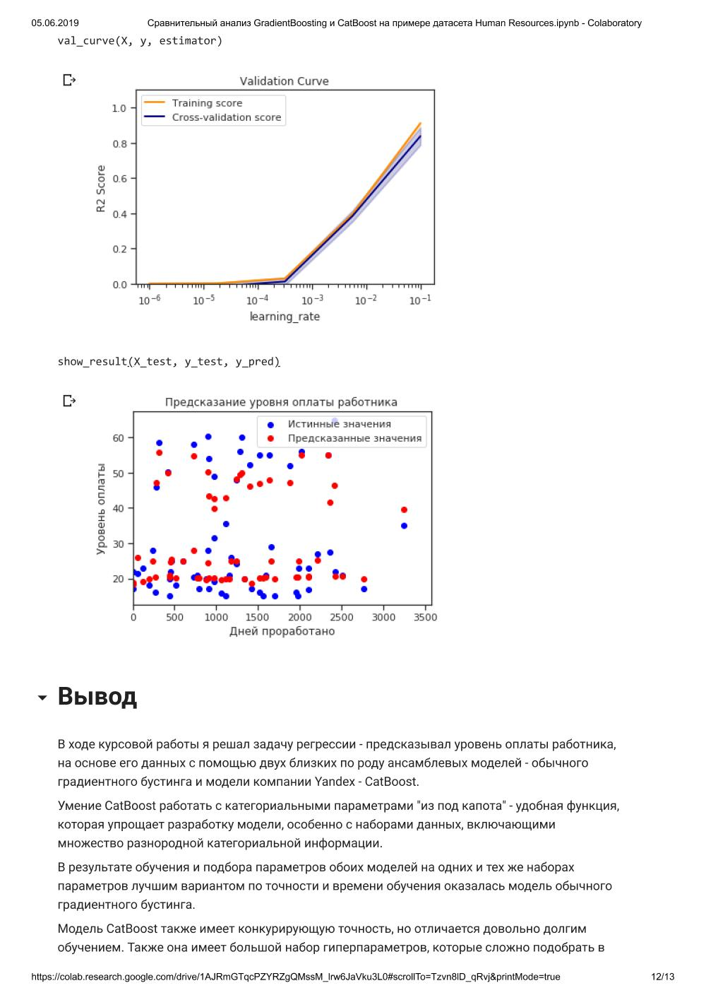 05.06.2019 Сравнительный анализ GradientBoosting и CatBoost на примере датасета Human Resources.ipynb - Colaboratory
val_curve(X, y, estimator)
Validation Curve
Training score
Cross-validation score
R2 Score
1.0
0.8
0.6
0.4
0.2
0.0
10⁻⁶ 10⁻⁵ 10⁻⁴ 10⁻³ 10⁻² 10⁻¹
learning_rate
show_result(X_test, y_test, y_pred)
Предсказание уровня оплаты работника
Истинные значения
Предсказанные значения
Уровень оплаты
60
50
40
30
20
0 500 1000 1500 2000 2500 3000 3500
Дней проработано
Вывод
В ходе курсовой работы я решал задачу регрессии - предсказывал уровень оплаты работника,
на основе его данных с помощью двух близких по роду ансамблевых моделей - обычного
градиентного бустинга и модели компании Yandex - CatBoost.
Умение CatBoost работать с категориальными параметрами "из под капота" - удобная функция,
которая упрощает разработку модели, особенно с наборами данных, включающими
множество разнородной категориальной информации.
В результате обучения и подбора параметров обоих моделей на одних и тех же наборах
параметров лучшим вариантом по точности и времени обучения оказалась модель обычного
градиентного бустинга.
Модель CatBoost также имеет конкурирующую точность, но отличается довольно долгим
обучением. Также она имеет большой набор гиперпараметров, которые сложно подобрать в
https://colab.research.google.com/drive/1AJRmGTqcPZYRZgQMssM_lrw6JaVku3L0#scrollTo=Tzvn8lD_qRvj&printMode=true 12/13